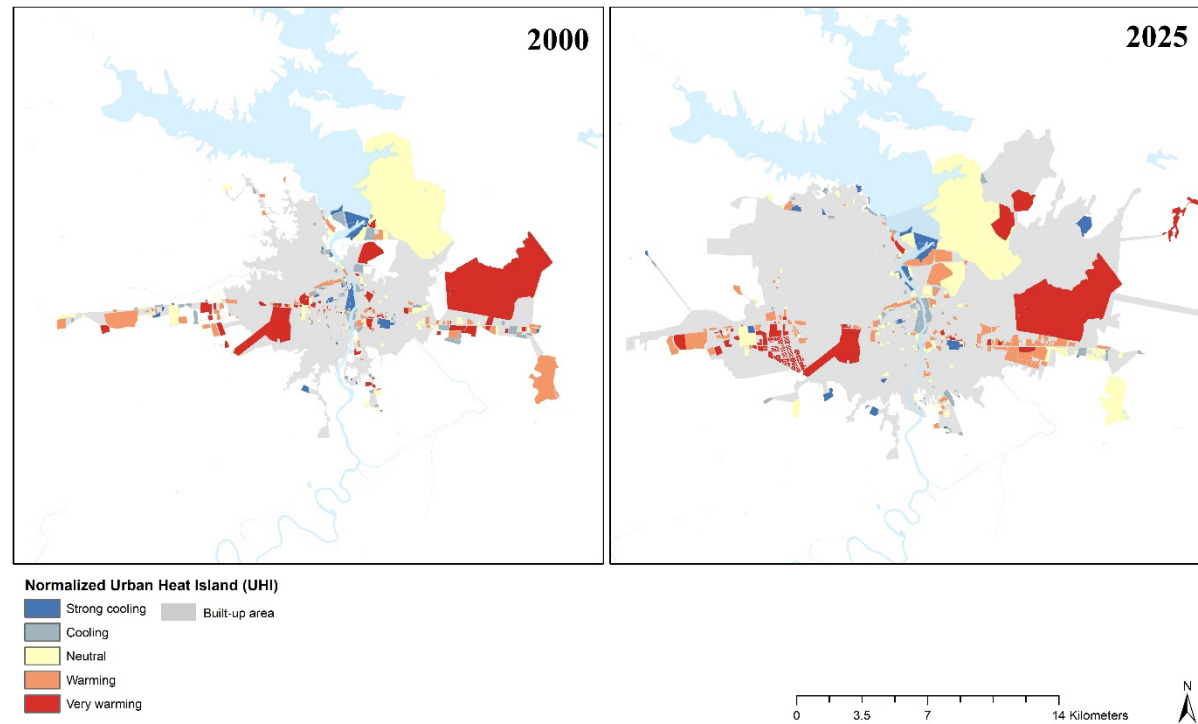 2000
2025
Normalized Urban Heat Island (UHI)
Strong cooling
Built-up area
Cooling
Neutral
Warming
Very warming
N
0 3.5 7 14 Kilometers